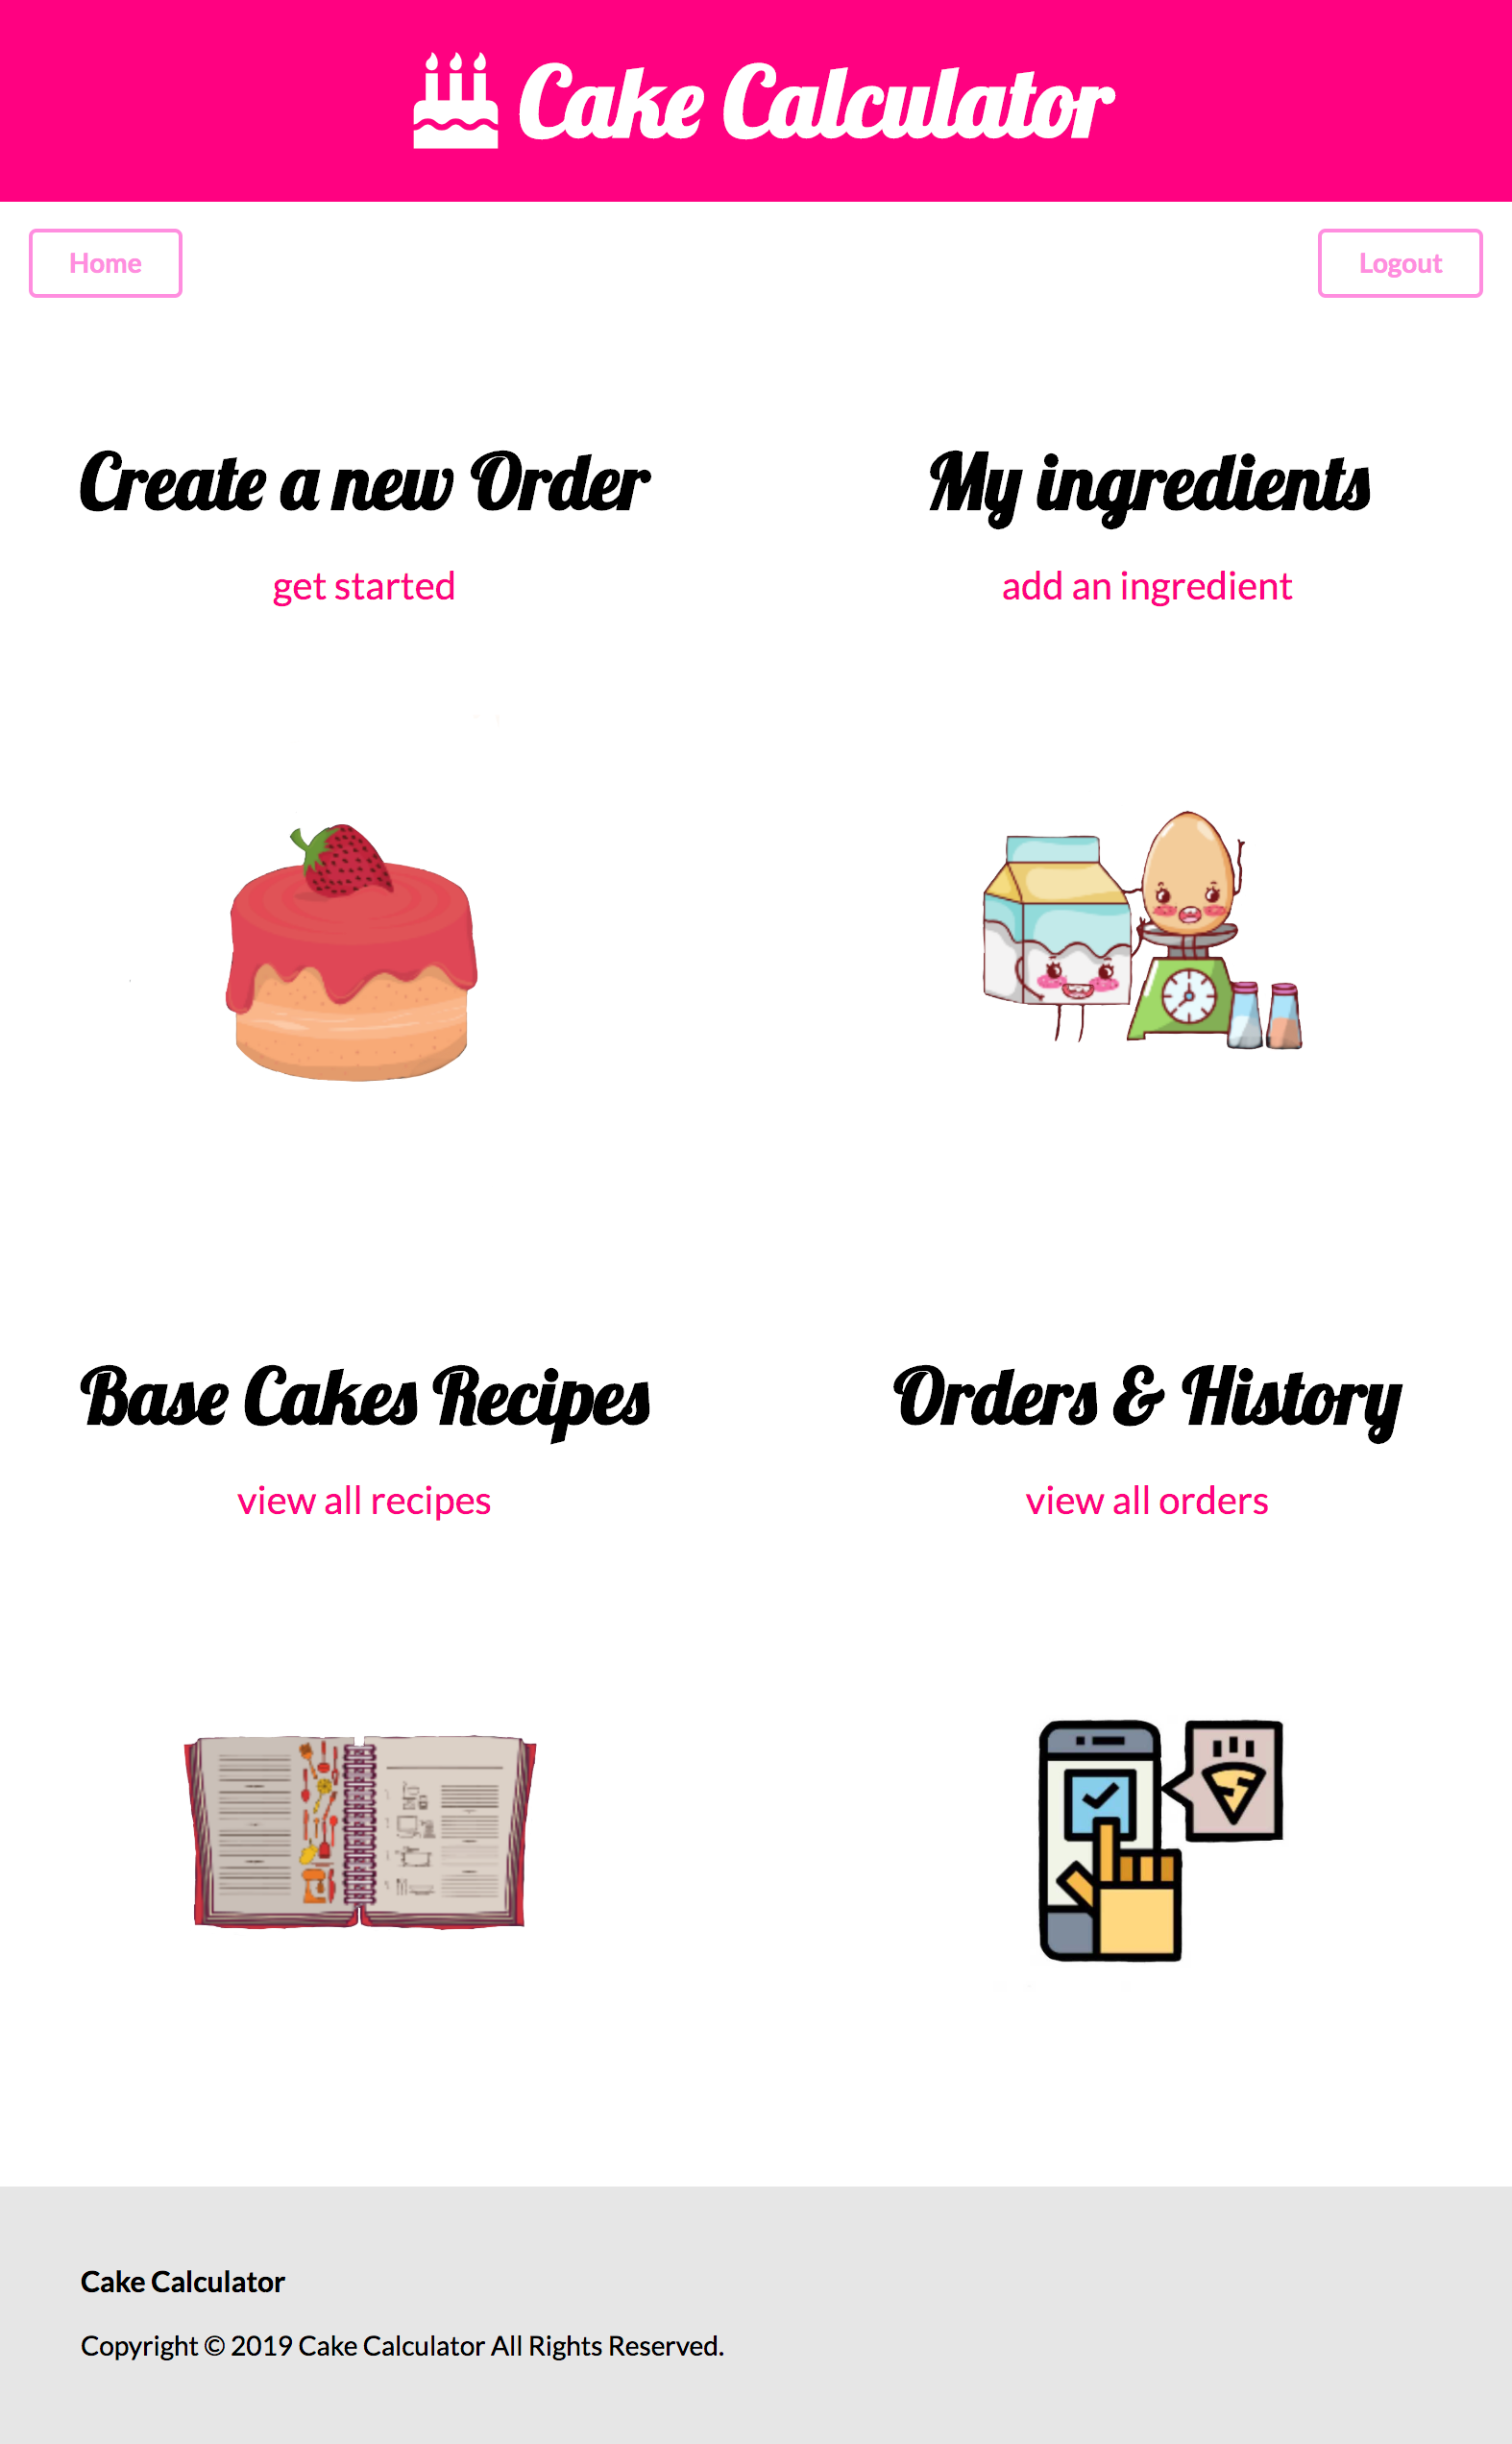 Cake Calculator
Home
Logout
Create a new Order
get started
My ingredients
add an ingredient
Base Cakes Recipes
view all recipes
Orders & History
view all orders
Cake Calculator
Copyright © 2019 Cake Calculator All Rights Reserved.